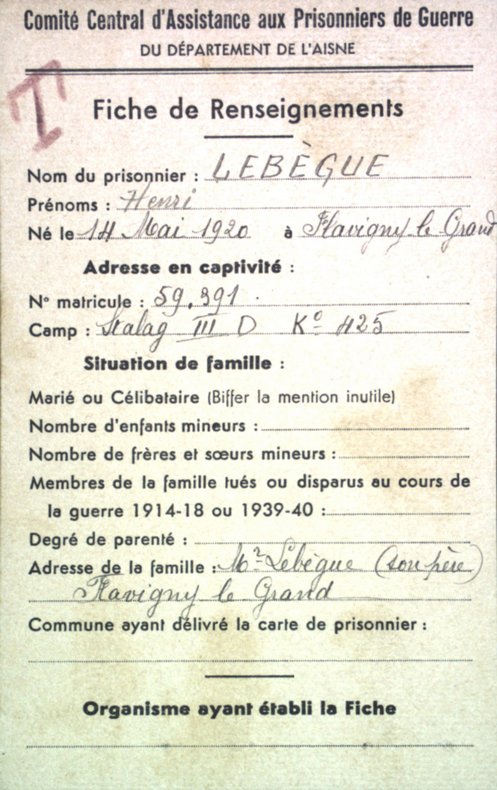 Comité Central d'Assistance aux Prisonniers de Guerre
DU DÉPARTEMENT DE L'AISNE
T
Fiche de Renseignements
Nom du prisonnier : LEBÈGUE
Prénoms : Henri
Né le 14 Mai 1920 à Flavigny le Grand
Adresse en captivité :
N° matricule : 59.391
Camp : Stalag III D Ko 425
Situation de famille :
Marié ou Célibataire (Biffer la mention inutile)
Nombre d'enfants mineurs :
Nombre de frères et sœurs mineurs :
Membres de la famille tués ou disparus au cours de
la guerre 1914-18 ou 1939-40 :
Degré de parenté :
Adresse de la famille : Mr Lebègue (son père)
Flavigny le Grand
Commune ayant délivré la carte de prisonnier :
Organisme ayant établi la Fiche